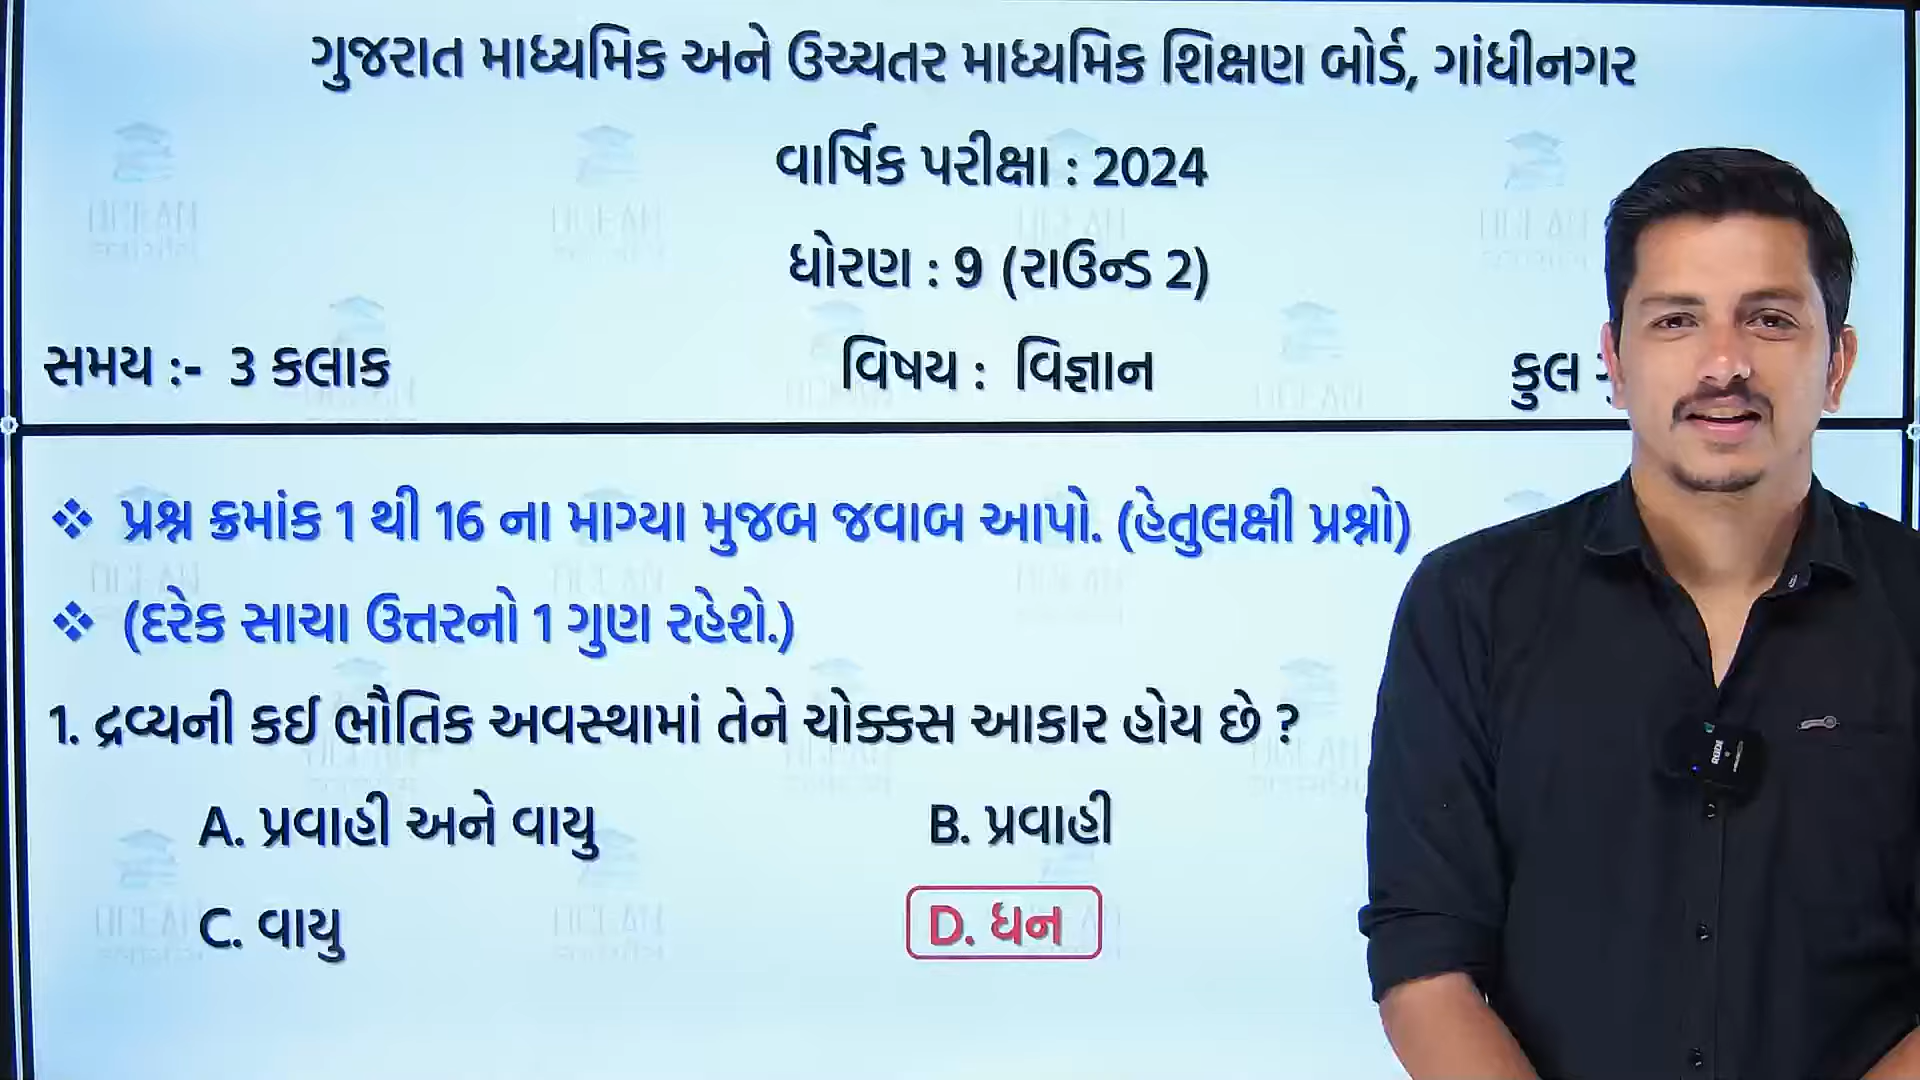 ગુજરાત માધ્યમિક અને ઉચ્ચતર માધ્યમિક શિક્ષણ બોર્ડ, ગાંધીનગર
વાર્ષિક પરીક્ષા : 2024
ધોરણ : 9 (રાઉન્ડ 2)
સમય :- 3 કલાક વિષય : વિજ્ઞાન કુલ
❖ પ્રશ્ન ક્રમાંક 1 થી 16 ના માગ્યા મુજબ જવાબ આપો. (હેતુલક્ષી પ્રશ્નો)
❖ (દરેક સાચા ઉત્તરનો 1 ગુણ રહેશે.)
1. દ્રવ્યની કઈ ભૌતિક અવસ્થામાં તેને ચોક્કસ આકાર હોય છે ?
A. પ્રવાહી અને વાયુ B. પ્રવાહી
C. વાયુ D. ઘન
RODE